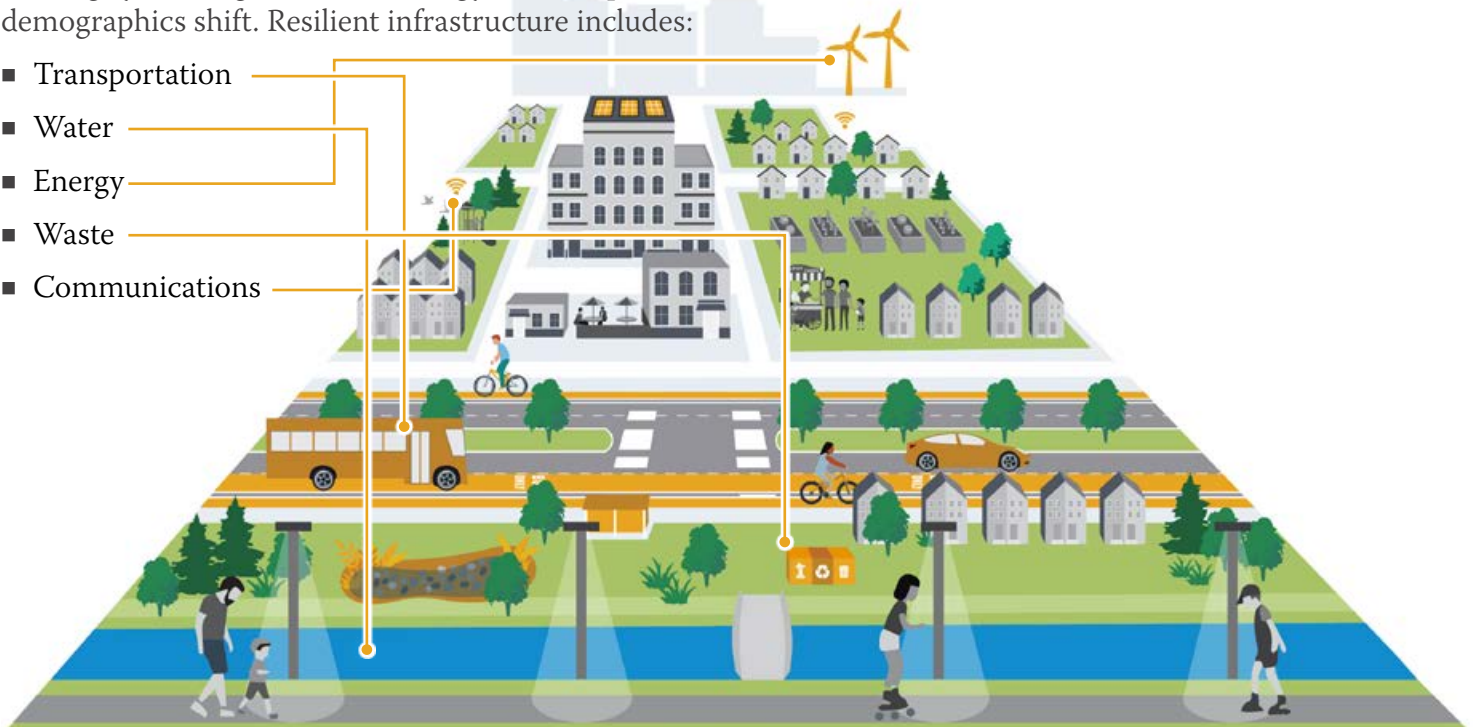 demographics shift. Resilient infrastructure includes:
■ Transportation
■ Water
■ Energy
■ Waste
■ Communications